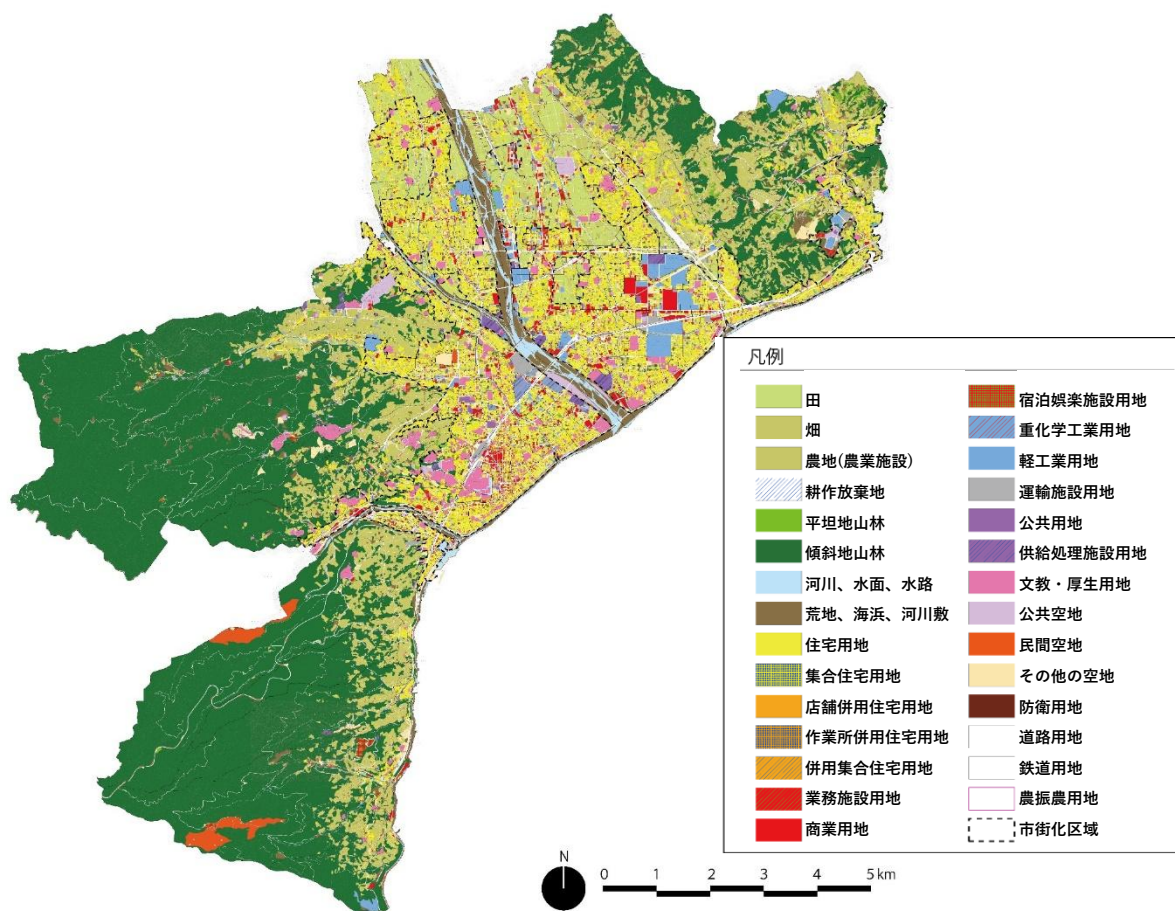 凡例
田
畑
農地(農業施設)
耕作放棄地
平坦地山林
傾斜地山林
河川、水面、水路
荒地、海浜、河川敷
住宅用地
集合住宅用地
店舗併用住宅用地
作業所併用住宅用地
併用集合住宅用地
業務施設用地
商業用地
宿泊娯楽施設用地
重化学工業用地
軽工業用地
運輸施設用地
公共用地
供給処理施設用地
文教・厚生用地
公共空地
民間空地
その他の空地
防衛用地
道路用地
鉄道用地
農振農用地
市街化区域
N
0 1 2 3 4 5 km